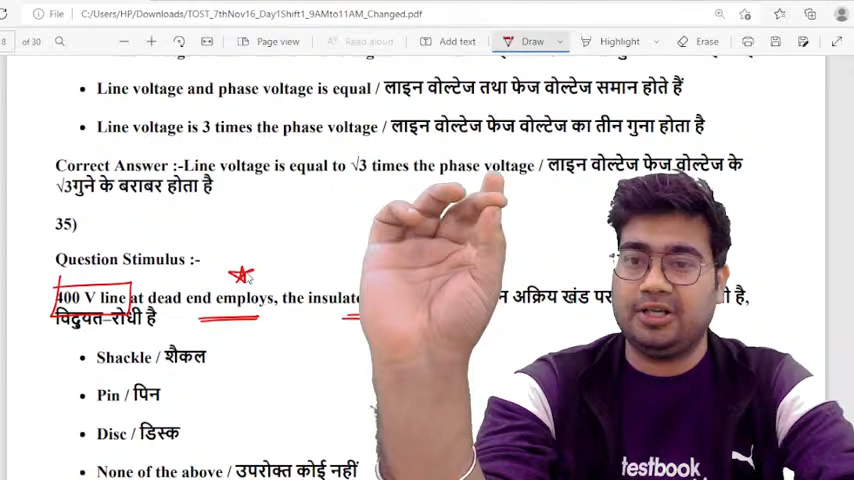 File
C:/Users/HP/Downloads/TOST_7thNov16_Day1Shift1_9AMto11AM_Changed.pdf
8 of 30
Page view
Read aloud
Add text
Draw
Highlight
Erase
• Line voltage and phase voltage is equal / लाइन वोल्टेज तथा फेज वोल्टेज समान होते हैं
• Line voltage is 3 times the phase voltage / लाइन वोल्टेज फेज वोल्टेज का तीन गुना होता है
Correct Answer :-Line voltage is equal to √3 times the phase voltage / लाइन वोल्टेज फेज वोल्टेज के
√3गुने के बराबर होता है
35)
Question Stimulus :-
400 V line at dead end employs, the अक्रिय खंड पर है,
विद्युयत–रोधी है
• Shackle / शैकल
• Pin / पिन
• Disc / डिस्क
• None of the above / उपरोक्त कोई नहीं
testbook